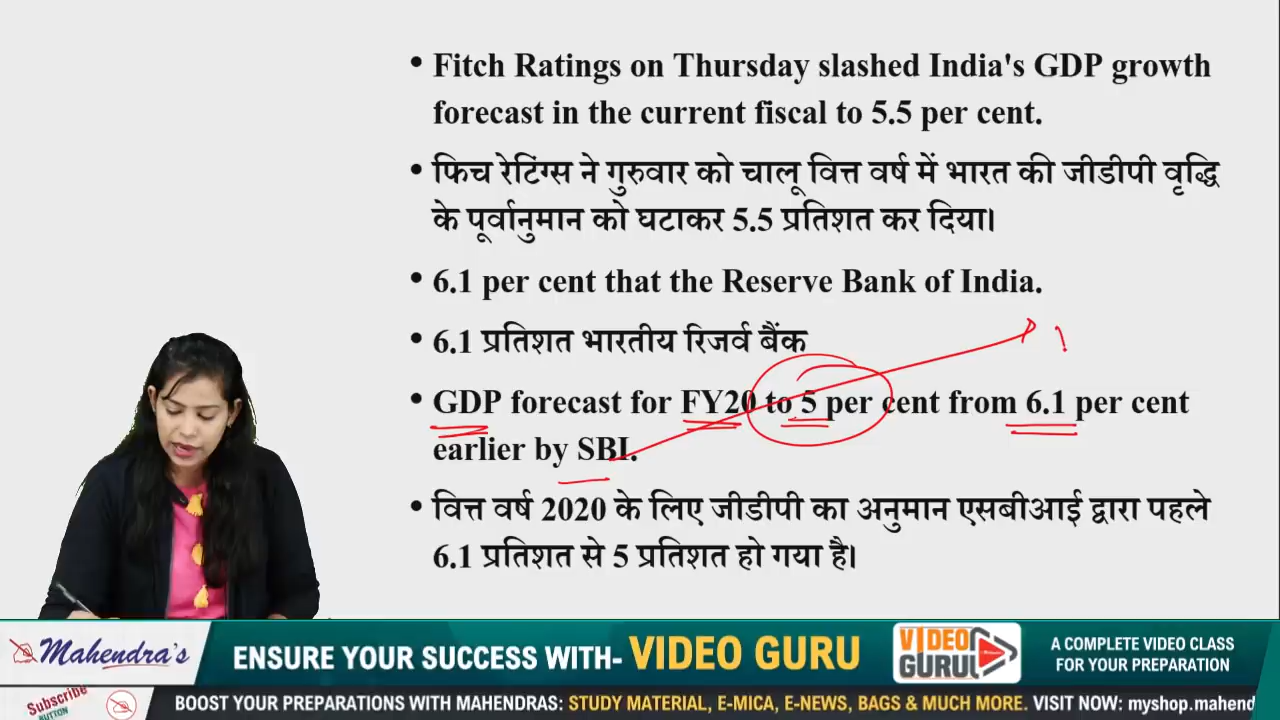 • Fitch Ratings on Thursday slashed India's GDP growth
forecast in the current fiscal to 5.5 per cent.
• फिच रेटिंग्स ने गुरुवार को चालू वित्त वर्ष में भारत की जीडीपी वृद्धि
के पूर्वानुमान को घटाकर 5.5 प्रतिशत कर दिया।
• 6.1 per cent that the Reserve Bank of India.
• 6.1 प्रतिशत भारतीय रिजर्व बैंक
• GDP forecast for FY20 to 5 per cent from 6.1 per cent
earlier by SBI.
• वित्त वर्ष 2020 के लिए जीडीपी का अनुमान एसबीआई द्वारा पहले
6.1 प्रतिशत से 5 प्रतिशत हो गया है।
Mahendra's
ENSURE YOUR SUCCESS WITH- VIDEO GURU
VIDEO
GURU
A COMPLETE VIDEO CLASS
FOR YOUR PREPARATION
Subscribe
BUTTON
BOOST YOUR PREPARATIONS WITH MAHENDRAS: STUDY MATERIAL, E-MICA, E-NEWS, BAGS & MUCH MORE. VISIT NOW: myshop.mahend